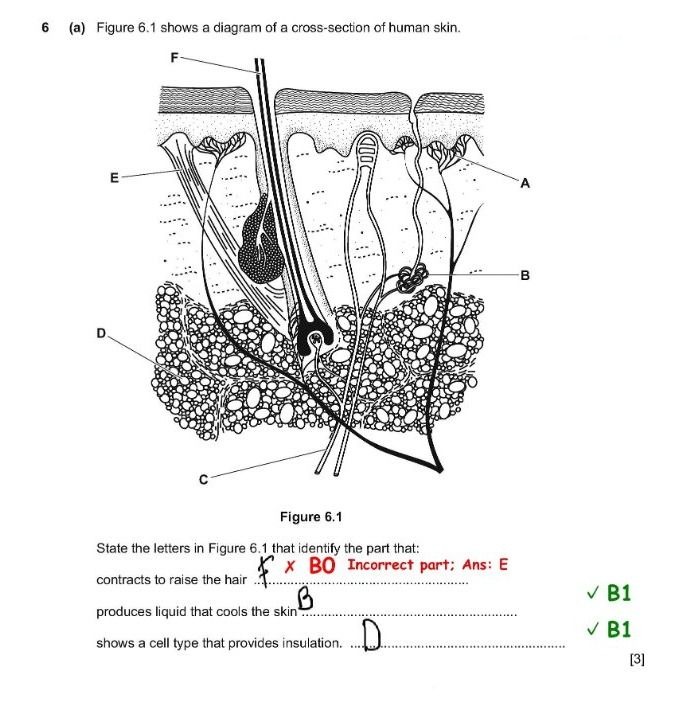 6 (a) Figure 6.1 shows a diagram of a cross-section of human skin.
F
E
A
B
D
C
Figure 6.1
State the letters in Figure 6.1 that identify the part that:
contracts to raise the hair F x BO Incorrect part; Ans: E
produces liquid that cools the skin B ✓ B1
shows a cell type that provides insulation. D ✓ B1
[3]